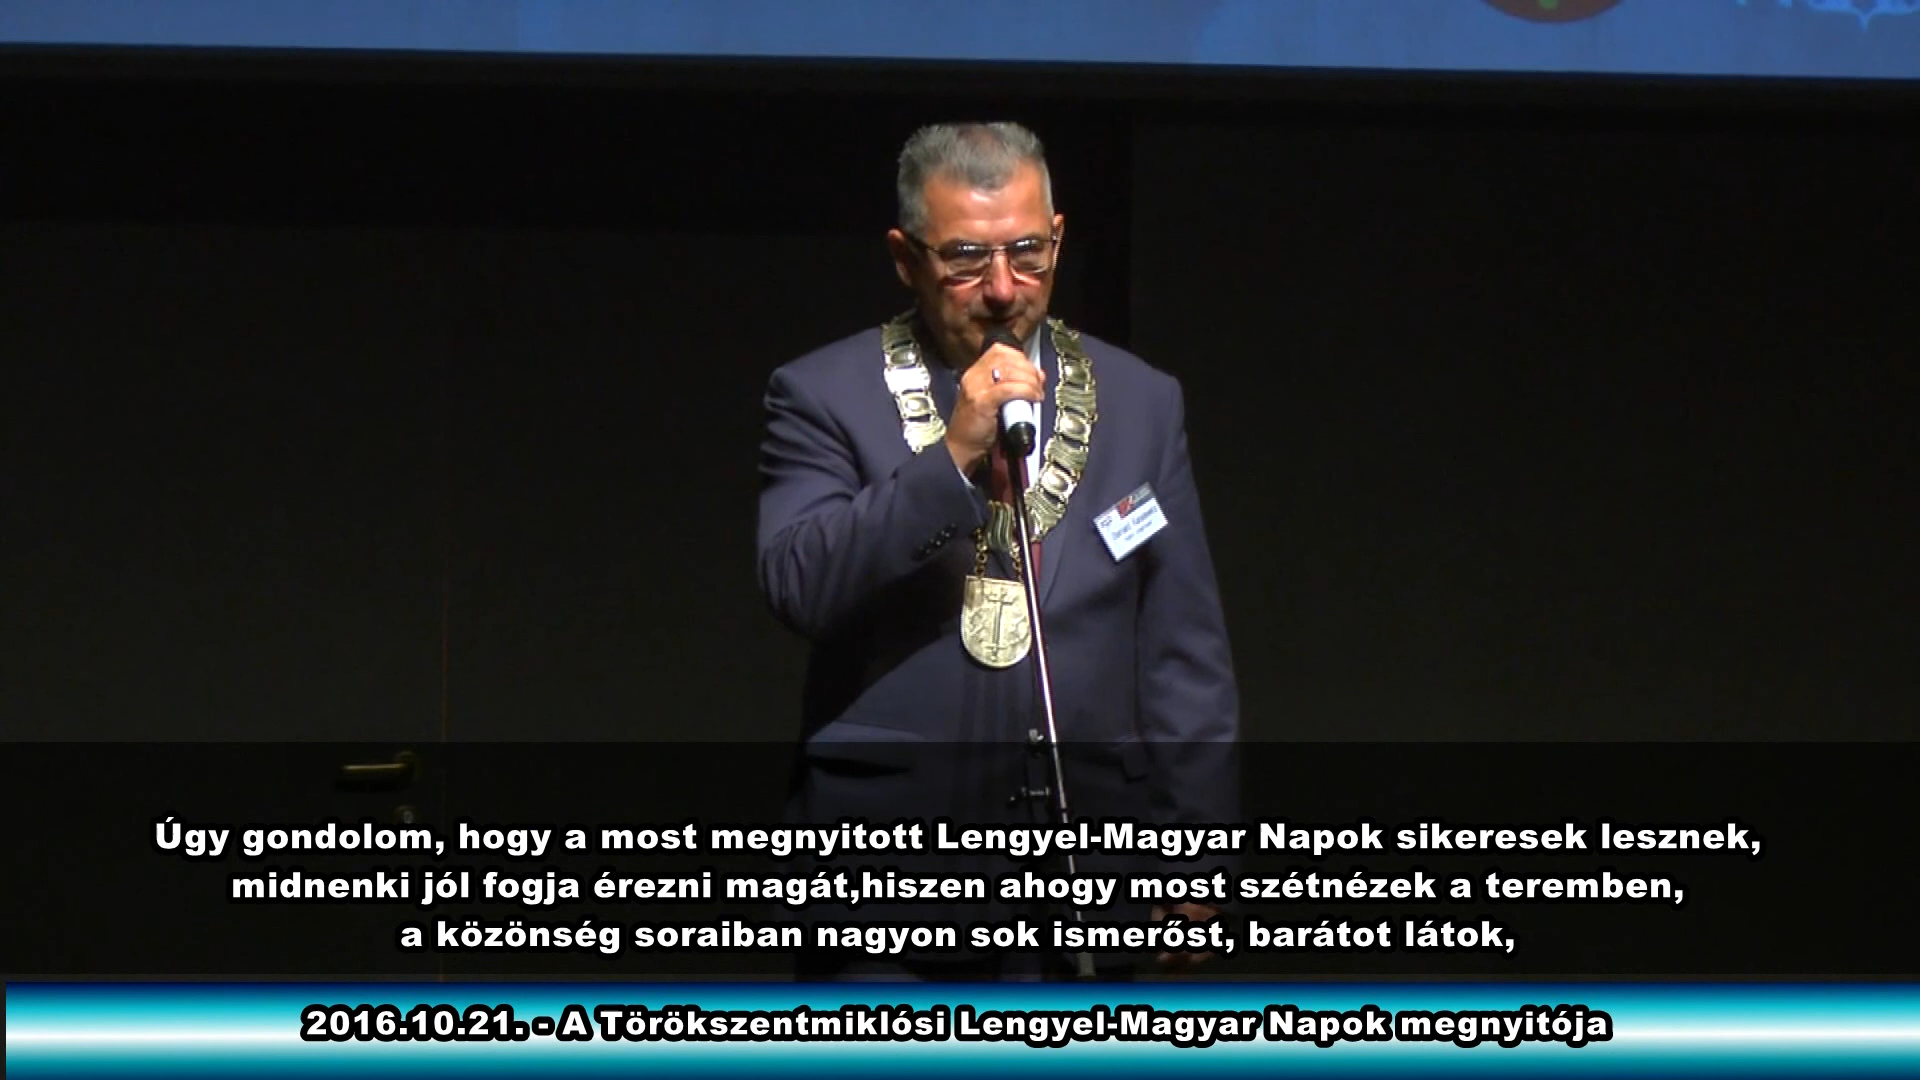 Úgy gondolom, hogy a most megnyitott Lengyel-Magyar Napok sikeresek lesznek,
midnenki jól fogja érezni magát,hiszen ahogy most szétnézek a teremben,
a közönség soraiban nagyon sok ismerőst, barátot látok,
2016.10.21. - A Törökszentmiklósi Lengyel-Magyar Napok megnyitója